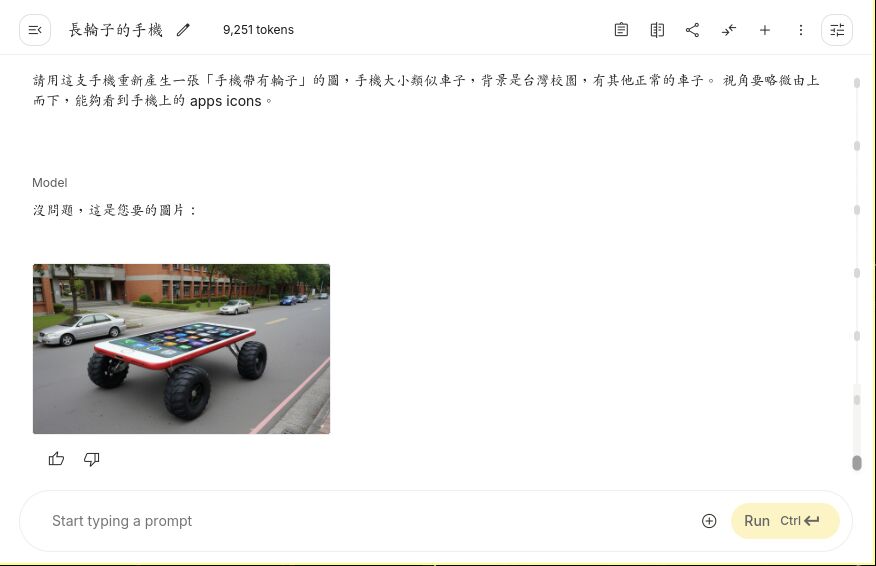 長輪子的手機
9,251 tokens
請用這支手機重新產生一張「手機帶有輪子」的圖，手機大小類似車子，背景是台灣校園，有其他正常的車子。 視角要略微由上
而下，能夠看到手機上的 apps icons。
Model
沒問題，這是您要的圖片：
Start typing a prompt
Run Ctrl